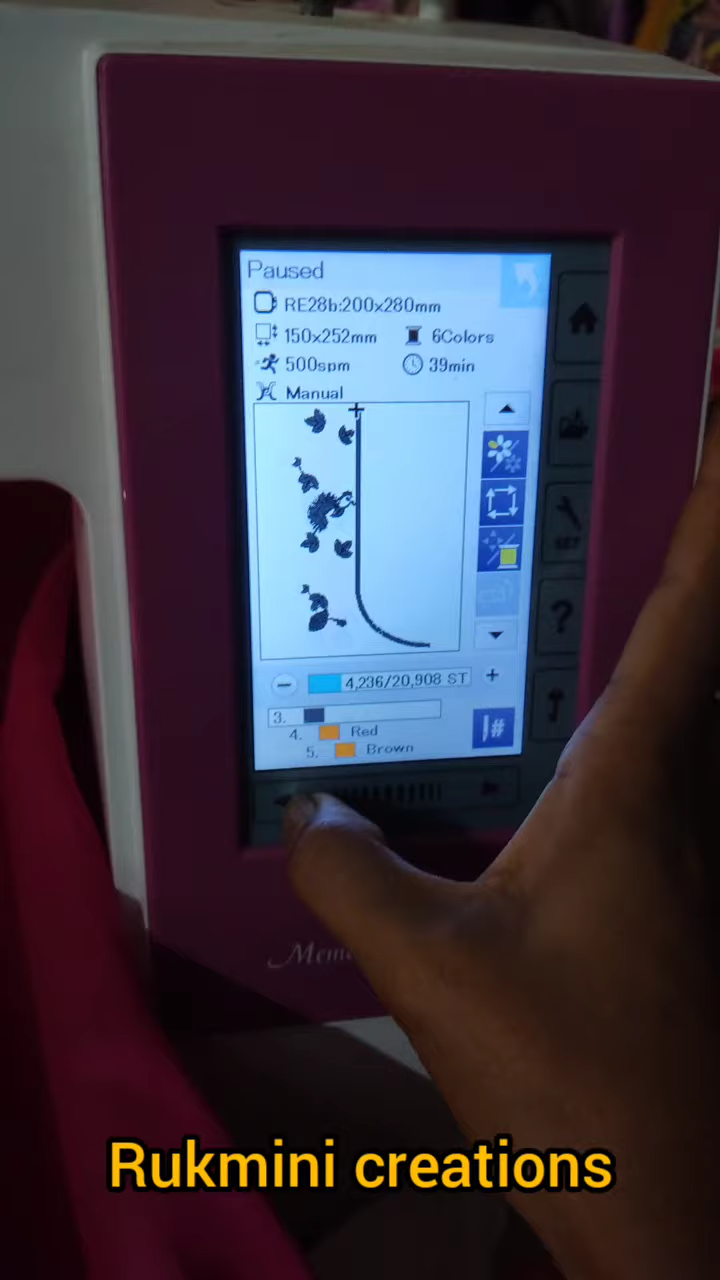 Paused
RE28b:200x280mm
150x252mm 6Colors
500spm 39min
Manual
4,236/20,908 ST
3.
4. Red
5. Brown
#
?
SET
Rukmini creations